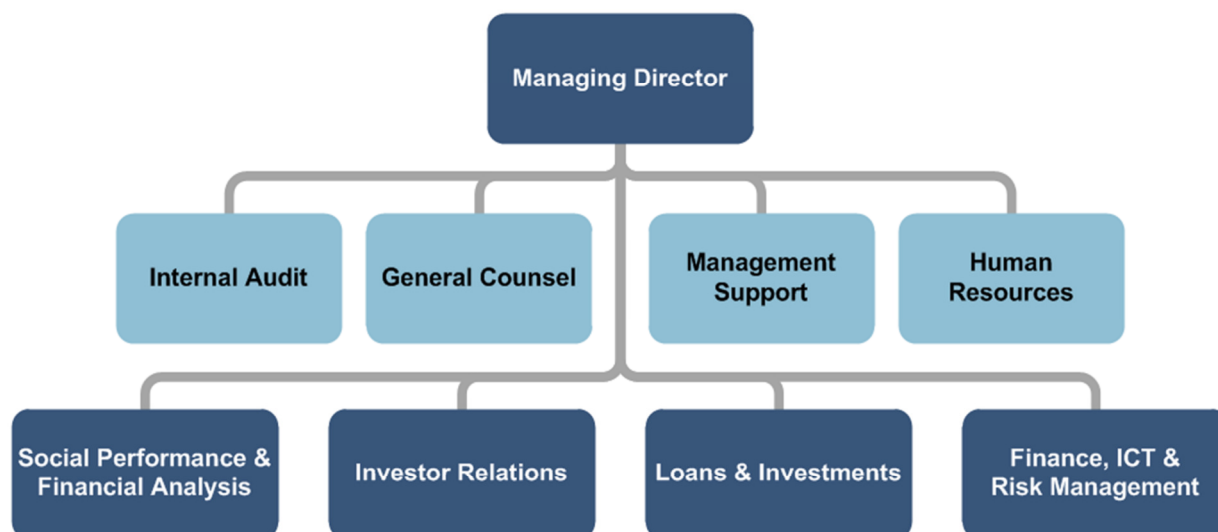 Managing Director
Internal Audit
General Counsel
Management
Support
Human
Resources
Social Performance &
Financial Analysis
Investor Relations
Loans & Investments
Finance, ICT &
Risk Management